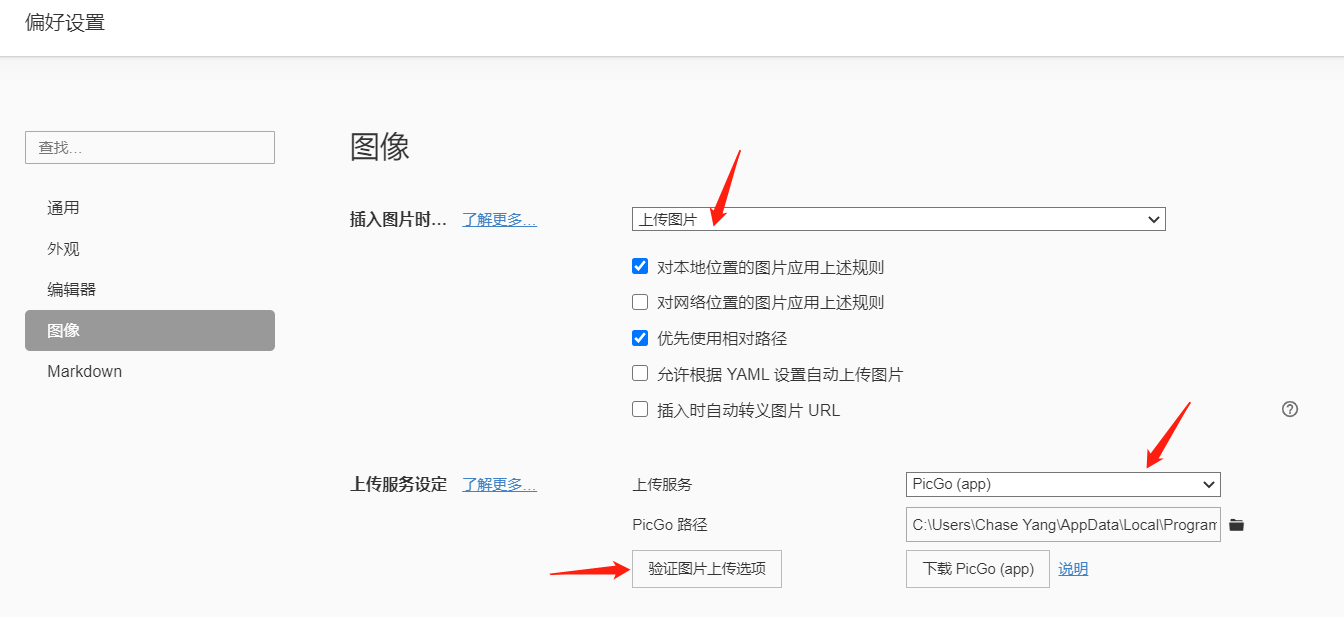 偏好设置
查找...
通用
外观
编辑器
图像
Markdown
图像
插入图片时... 了解更多... 上传图片
对本地位置的图片应用上述规则
对网络位置的图片应用上述规则
优先使用相对路径
允许根据 YAML 设置自动上传图片
插入时自动转义图片 URL
上传服务设定 了解更多... 上传服务 PicGo (app)
PicGo 路径 C:\Users\Chase Yang\AppData\Local\Program
验证图片上传选项 下载 PicGo (app) 说明